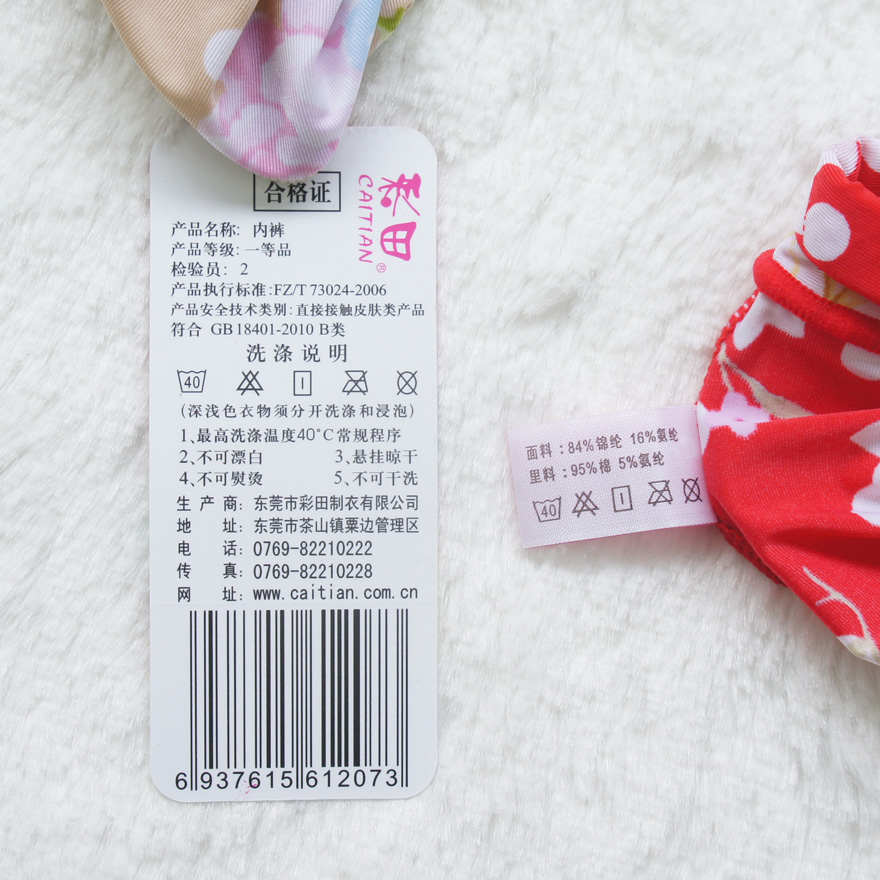 合格证
彩田
CAITIAN®
产品名称: 内裤
产品等级: 一等品
检验员: 2
产品执行标准:FZ/T 73024-2006
产品安全技术类别: 直接接触皮肤类产品
符合 GB 18401-2010 B类
洗涤说明
40
(深浅色衣物须分开洗涤和浸泡)
1、最高洗涤温度40°C常规程序
2、不可漂白 3、悬挂晾干
4、不可熨烫 5、不可干洗
生产商: 东莞市彩田制衣有限公司
地址: 东莞市茶山镇粟边管理区
电话: 0769-82210222
传真: 0769-82210228
网址: www.caitian.com.cn
6 937615 612073
面料:84%锦纶 16%氨纶
里料:95%棉 5%氨纶
40